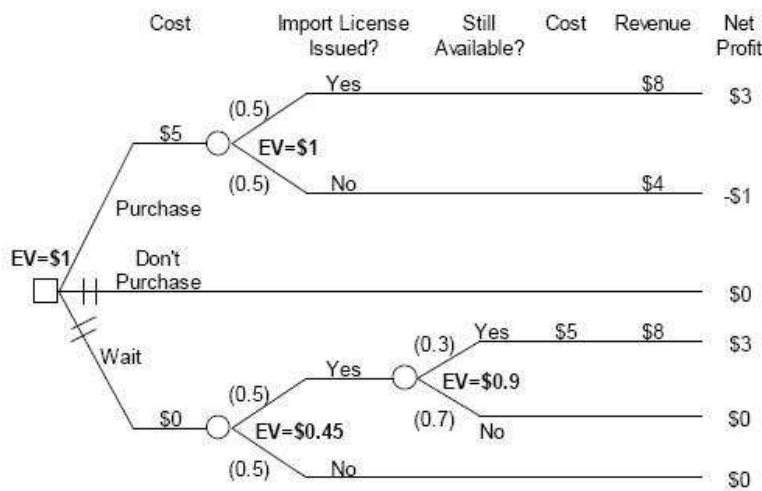 Cost Import License Issued? Still Available? Cost Revenue Net Profit
Yes $8 $3
(0.5)
$5 EV=$1
(0.5) No $4 -$1
Purchase
EV=$1 Don't Purchase $0
Wait
(0.3) Yes $5 $8 $3
Yes EV=$0.9
(0.5)
(0.7) No $0
$0 EV=$0.45
(0.5) No $0